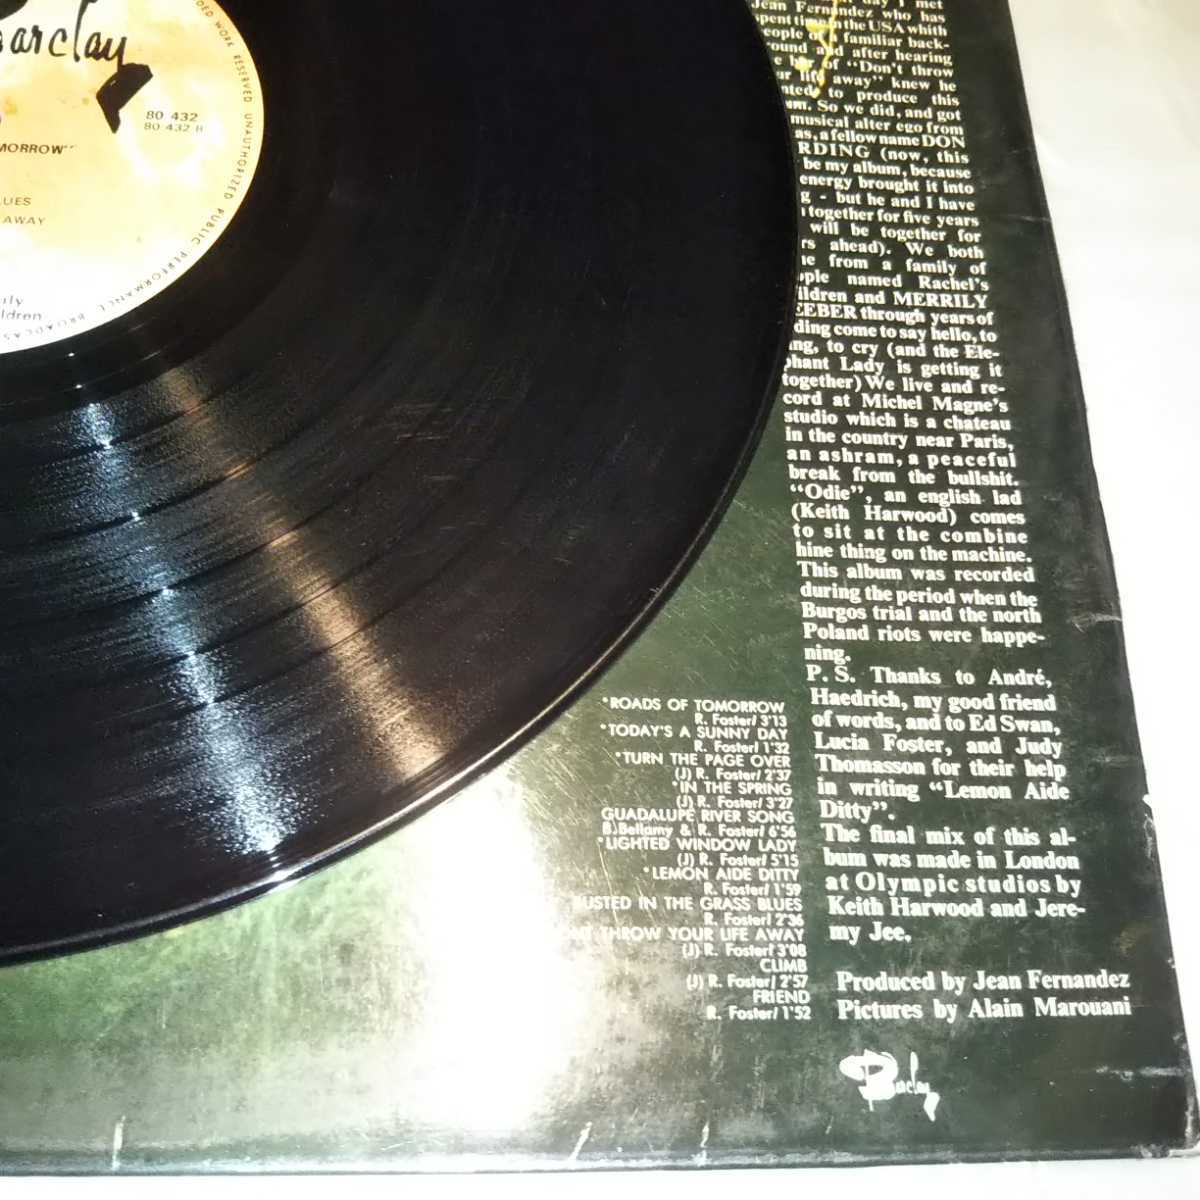 Barclay
DED WORK RESERVED UNAUTHORIZED PUBLIC PERFORMANCE BROADCAS
80 432
80 432 B
MORROW"
LUES
AWAY
ily
ldren
day I met
Jean Fernandez who has
spent time in the USA whith
people of familiar back-
round and after hearing
of "Don't throw
life away" knew he
to produce this
So we did, and got
musical alter ego from
as, a fellow name DON
RDING (now, this
be my album, because
energy brought it into
g - but he and I have
together for five years
will be together for
rs ahead). We both
from a family of
ple named Rachel's
ildren and MERRILY
EEBER through years of
ding come to say hello, to
ing, to cry (and the Ele-
phant Lady is getting it
together) We live and re-
cord at Michel Magne's
studio which is a chateau
in the country near Paris,
an ashram, a peaceful
break from the bullshit.
"Odie", an english lad
(Keith Harwood) comes
to sit at the combine
hine thing on the machine.
This album was recorded
during the period when the
Burgos trial and the north
Poland riots were happe-
ning.
P.S. Thanks to André,
Haedrich, my good friend
of words, and to Ed Swan,
Lucia Foster, and Judy
Thomasson for their help
in writing "Lemon Aide
Ditty".
The final mix of this al-
bum was made in London
at Olympic studios by
Keith Harwood and Jere-
my Jee.
Produced by Jean Fernandez
Pictures by Alain Marouani
*ROADS OF TOMORROW
R. Foster/ 3'13
*TODAY'S A SUNNY DAY
R. Foster/ 1'32
*TURN THE PAGE OVER
(J) R. Foster/ 2'37
*IN THE SPRING
(J) R. Foster/ 3'27
GUADALUPE RIVER SONG
B.Bellamy & R. Foster/ 6'56
*LIGHTED WINDOW LADY
(J) R. Foster/ 5'15
*LEMON AIDE DITTY
R. Foster/ 1'59
BUSTED IN THE GRASS BLUES
R. Foster/ 2'36
THROW YOUR LIFE AWAY
(J) R. Foster/ 3'08
CLIMB
(J) R. Foster/ 2'57
FRIEND
R. Foster/ 1'52
Barclay